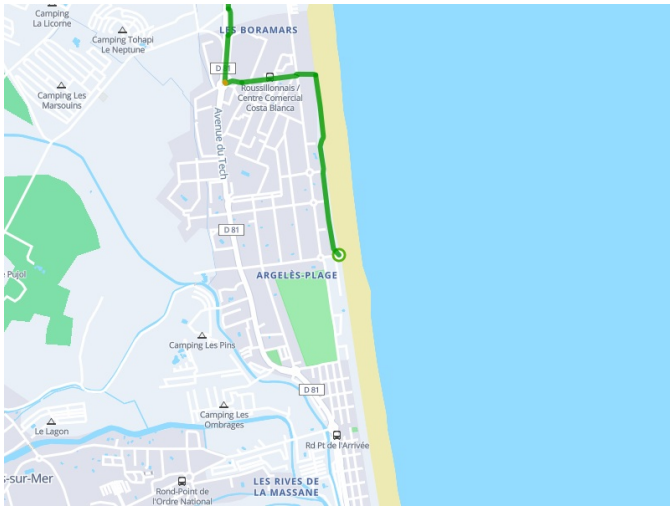 Camping
La Licorne
Camping Tohapi
Le Neptune
LES BORAMARS
D 81
Roussillonnais /
Centre Comercial
Costa Blanca
Camping Les
Marsouins
Avenue du Tech
D 81
Pujol
ARGELÈS-PLAGE
Camping Les Pins
D 81
Camping Les
Ombrages
Le Lagon
Rd Pt de l'Arrivée
s-sur-Mer
Rond-Point de
l'Ordre National
LES RIVES DE
LA MASSANE